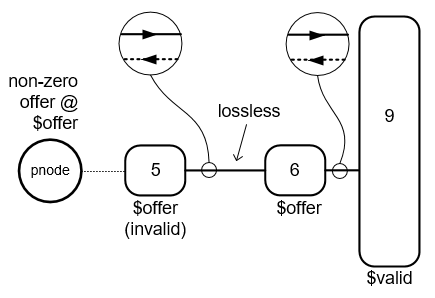 non-zero
offer @
$offer
pnode
5
$offer
(invalid)
lossless
6
$offer
9
$valid